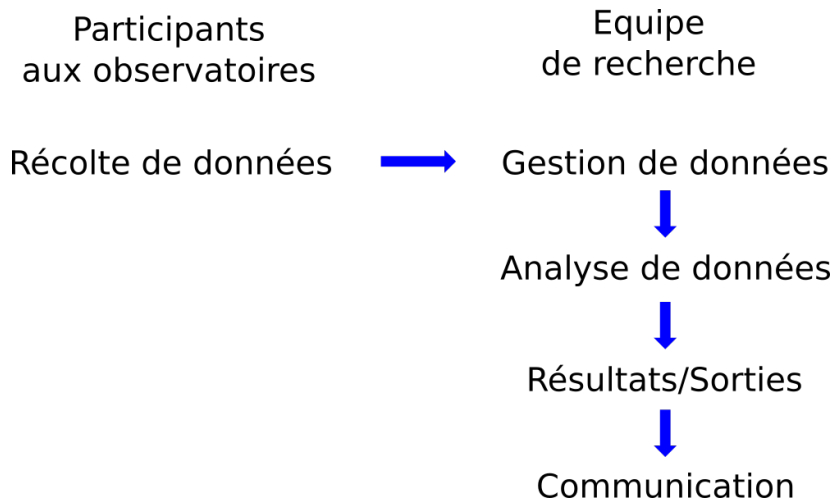 Participants
aux observatoires
Equipe
de recherche
Récolte de données
Gestion de données
Analyse de données
Résultats/Sorties
Communication